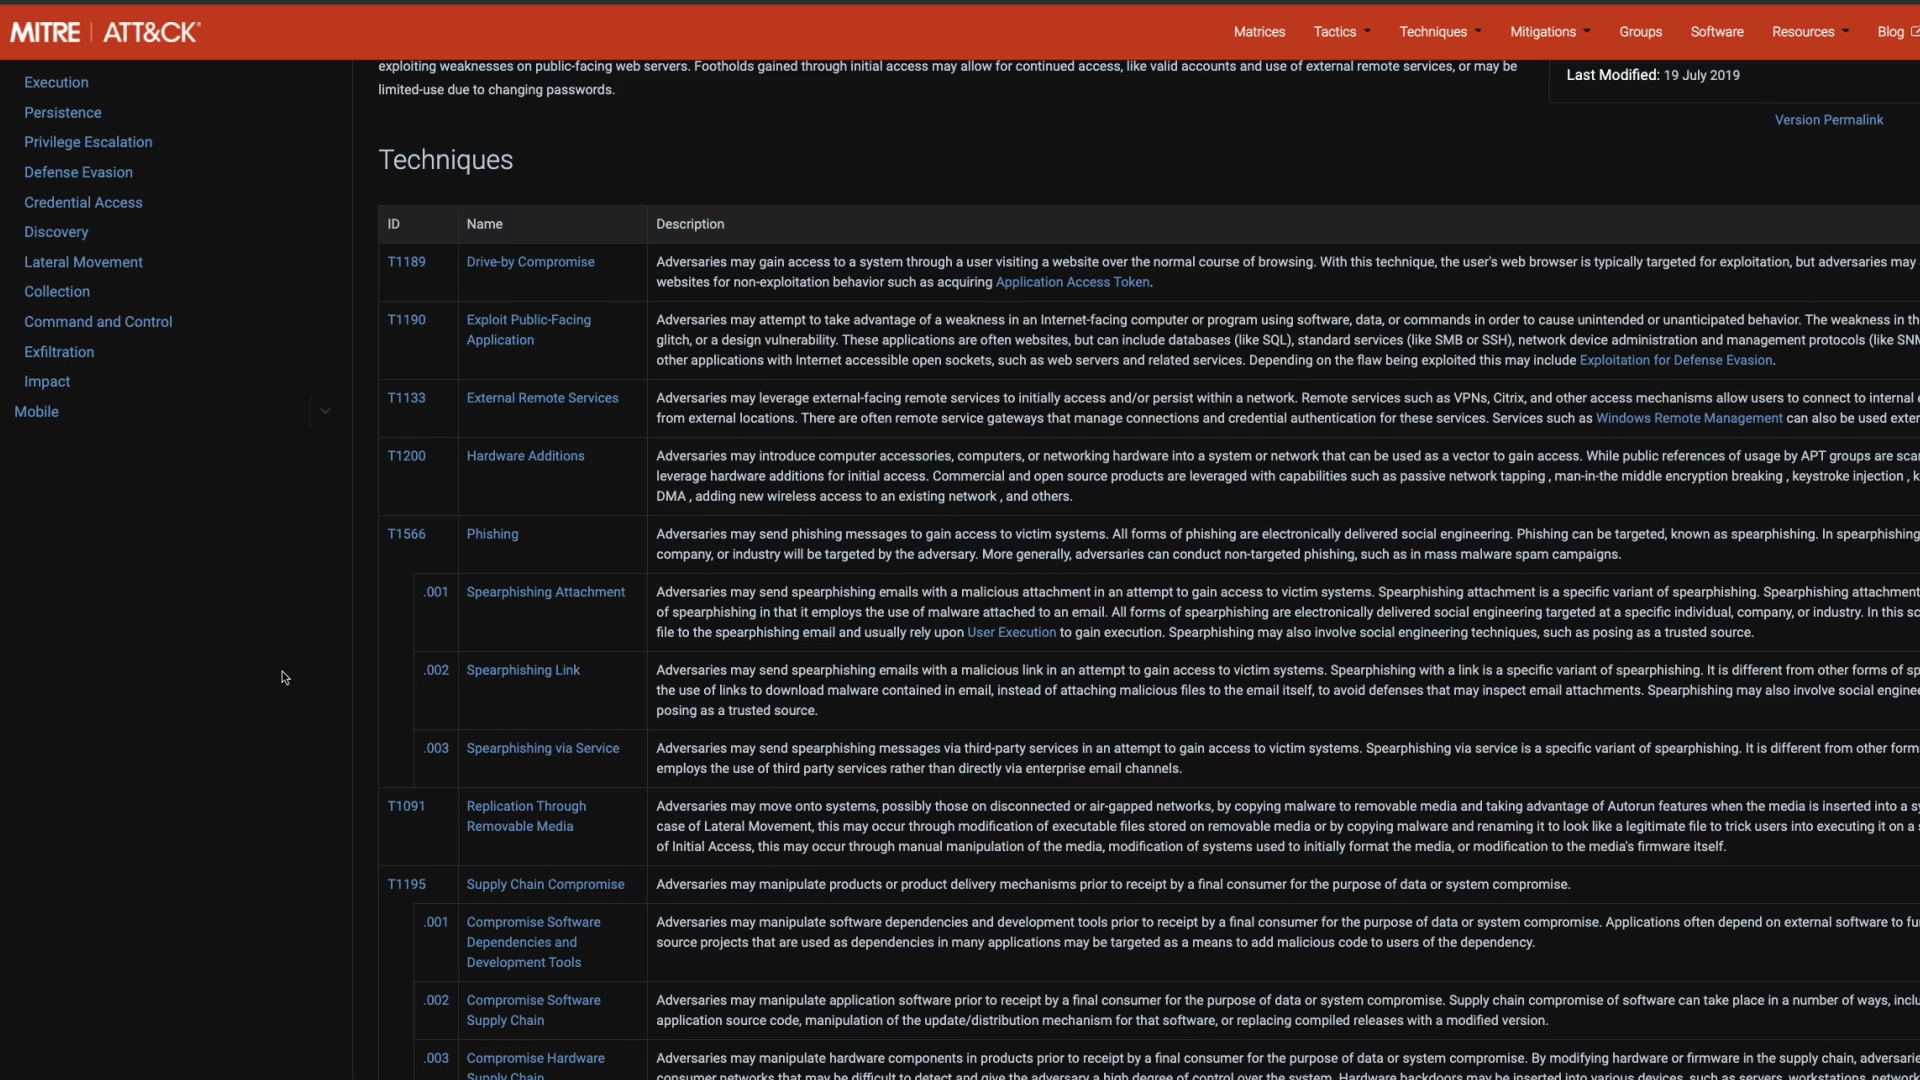 MITRE | ATT&CK®
Matrices
Tactics
Techniques
Mitigations
Groups
Software
Resources
Blog
Execution
Persistence
Privilege Escalation
Defense Evasion
Credential Access
Discovery
Lateral Movement
Collection
Command and Control
Exfiltration
Impact
Mobile
exploiting weaknesses on public-facing web servers. Footholds gained through initial access may allow for continued access, like valid accounts and use of external remote services, or may be
limited-use due to changing passwords.
Last Modified: 19 July 2019
Version Permalink
Techniques
ID Name Description
T1189 Drive-by Compromise Adversaries may gain access to a system through a user visiting a website over the normal course of browsing. With this technique, the user's web browser is typically targeted for exploitation, but adversaries may
websites for non-exploitation behavior such as acquiring Application Access Token.
T1190 Exploit Public-Facing Adversaries may attempt to take advantage of a weakness in an Internet-facing computer or program using software, data, or commands in order to cause unintended or unanticipated behavior. The weakness in th
Application glitch, or a design vulnerability. These applications are often websites, but can include databases (like SQL), standard services (like SMB or SSH), network device administration and management protocols (like SNM
other applications with Internet accessible open sockets, such as web servers and related services. Depending on the flaw being exploited this may include Exploitation for Defense Evasion.
T1133 External Remote Services Adversaries may leverage external-facing remote services to initially access and/or persist within a network. Remote services such as VPNs, Citrix, and other access mechanisms allow users to connect to internal
from external locations. There are often remote service gateways that manage connections and credential authentication for these services. Services such as Windows Remote Management can also be used exter
T1200 Hardware Additions Adversaries may introduce computer accessories, computers, or networking hardware into a system or network that can be used as a vector to gain access. While public references of usage by APT groups are scar
leverage hardware additions for initial access. Commercial and open source products are leveraged with capabilities such as passive network tapping , man-in-the middle encryption breaking , keystroke injection , k
DMA , adding new wireless access to an existing network , and others.
T1566 Phishing Adversaries may send phishing messages to gain access to victim systems. All forms of phishing are electronically delivered social engineering. Phishing can be targeted, known as spearphishing. In spearphishing
company, or industry will be targeted by the adversary. More generally, adversaries can conduct non-targeted phishing, such as in mass malware spam campaigns.
.001 Spearphishing Attachment Adversaries may send spearphishing emails with a malicious attachment in an attempt to gain access to victim systems. Spearphishing attachment is a specific variant of spearphishing. Spearphishing attachment
of spearphishing in that it employs the use of malware attached to an email. All forms of spearphishing are electronically delivered social engineering targeted at a specific individual, company, or industry. In this sc
file to the spearphishing email and usually rely upon User Execution to gain execution. Spearphishing may also involve social engineering techniques, such as posing as a trusted source.
.002 Spearphishing Link Adversaries may send spearphishing emails with a malicious link in an attempt to gain access to victim systems. Spearphishing with a link is a specific variant of spearphishing. It is different from other forms of sp
the use of links to download malware contained in email, instead of attaching malicious files to the email itself, to avoid defenses that may inspect email attachments. Spearphishing may also involve social enginee
posing as a trusted source.
.003 Spearphishing via Service Adversaries may send spearphishing messages via third-party services in an attempt to gain access to victim systems. Spearphishing via service is a specific variant of spearphishing. It is different from other form
employs the use of third party services rather than directly via enterprise email channels.
T1091 Replication Through Adversaries may move onto systems, possibly those on disconnected or air-gapped networks, by copying malware to removable media and taking advantage of Autorun features when the media is inserted into a sy
Removable Media case of Lateral Movement, this may occur through modification of executable files stored on removable media or by copying malware and renaming it to look like a legitimate file to trick users into executing it on a
of Initial Access, this may occur through manual manipulation of the media, modification of systems used to initially format the media, or modification to the media's firmware itself.
T1195 Supply Chain Compromise Adversaries may manipulate products or product delivery mechanisms prior to receipt by a final consumer for the purpose of data or system compromise.
.001 Compromise Software Adversaries may manipulate software dependencies and development tools prior to receipt by a final consumer for the purpose of data or system compromise. Applications often depend on external software to fu
Dependencies and source projects that are used as dependencies in many applications may be targeted as a means to add malicious code to users of the dependency.
Development Tools
.002 Compromise Software Adversaries may manipulate application software prior to receipt by a final consumer for the purpose of data or system compromise. Supply chain compromise of software can take place in a number of ways, incl
Supply Chain application source code, manipulation of the update/distribution mechanism for that software, or replacing compiled releases with a modified version.
.003 Compromise Hardware Adversaries may manipulate hardware components in products prior to receipt by a final consumer for the purpose of data or system compromise. By modifying hardware or firmware in the supply chain, adversarie
Supply Chain consumer networks that may be difficult to detect and give the adversary a high degree of control over the system. Hardware backdoors may be inserted into various devices, such as servers, workstations, network